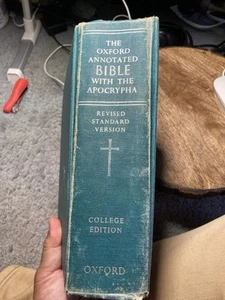 THE
OXFORD
ANNOTATED
BIBLE
WITH THE
APOCRYPHA
REVISED
STANDARD
VERSION
COLLEGE
EDITION
OXFORD